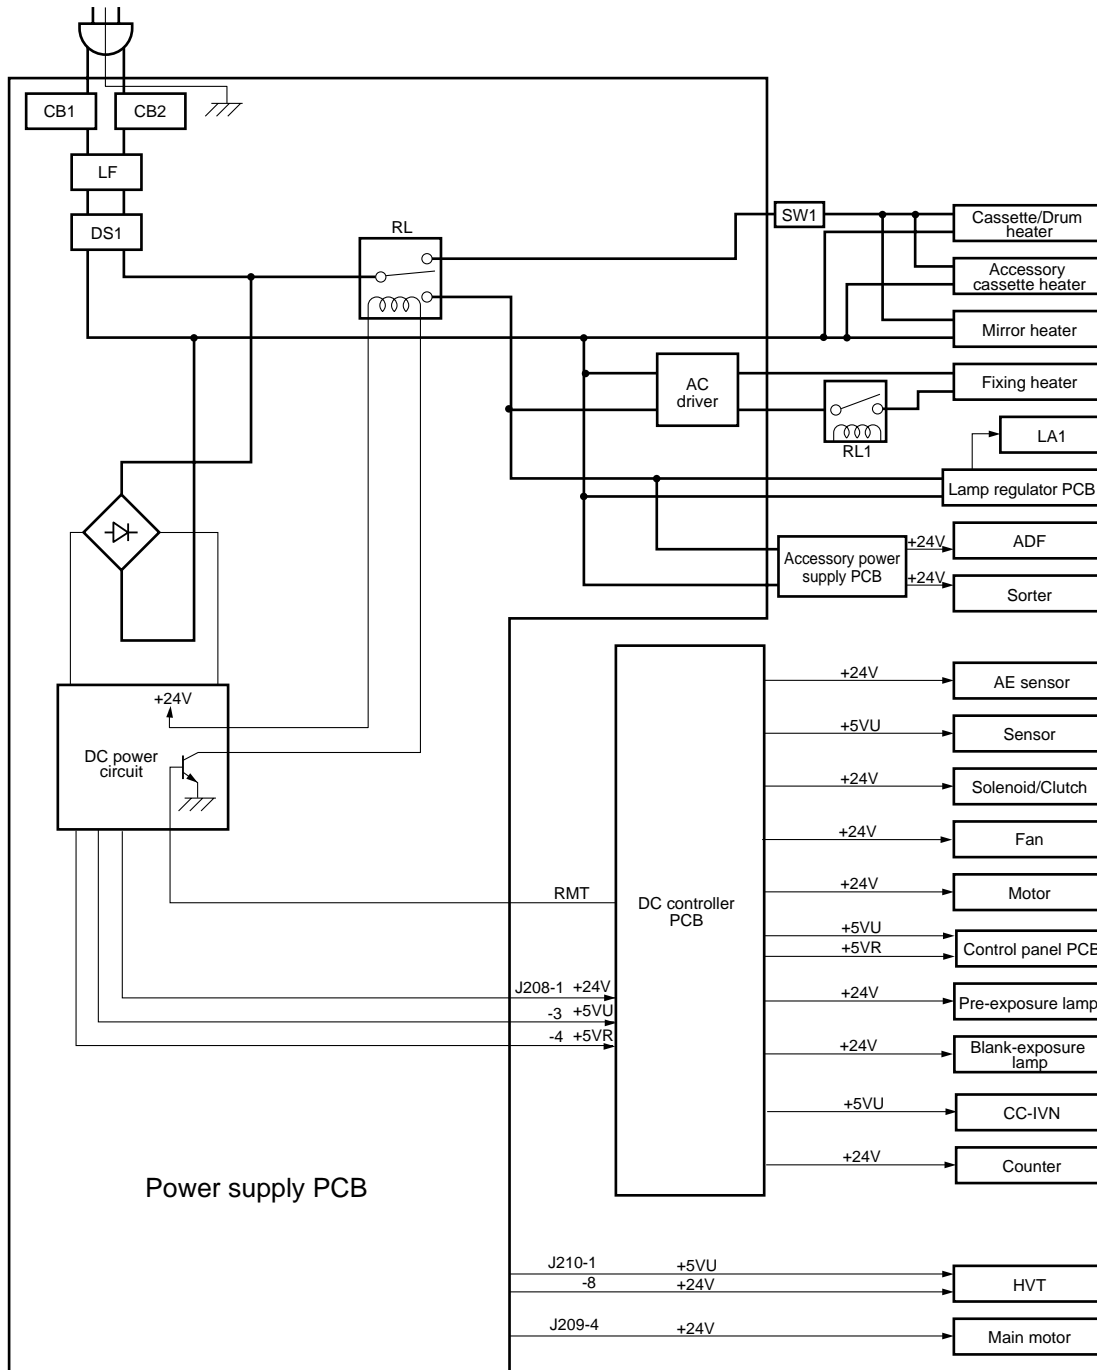 CB1
CB2
LF
DS1
RL
SW1
Cassette/Drum
heater
Accessory
cassette heater
Mirror heater
AC
driver
Fixing heater
RL1
LA1
Lamp regulator PCB
Accessory power
supply PCB
+24V
ADF
+24V
Sorter
+24V
DC power
circuit
DC controller
PCB
RMT
J208-1 +24V
-3 +5VU
-4 +5VR
+24V
AE sensor
+5VU
Sensor
+24V
Solenoid/Clutch
+24V
Fan
+24V
Motor
+5VU
+5VR
Control panel PCB
+24V
Pre-exposure lamp
+24V
Blank-exposure
lamp
+5VU
CC-IVN
+24V
Counter
Power supply PCB
J210-1 +5VU
-8 +24V
HVT
J209-4 +24V
Main motor